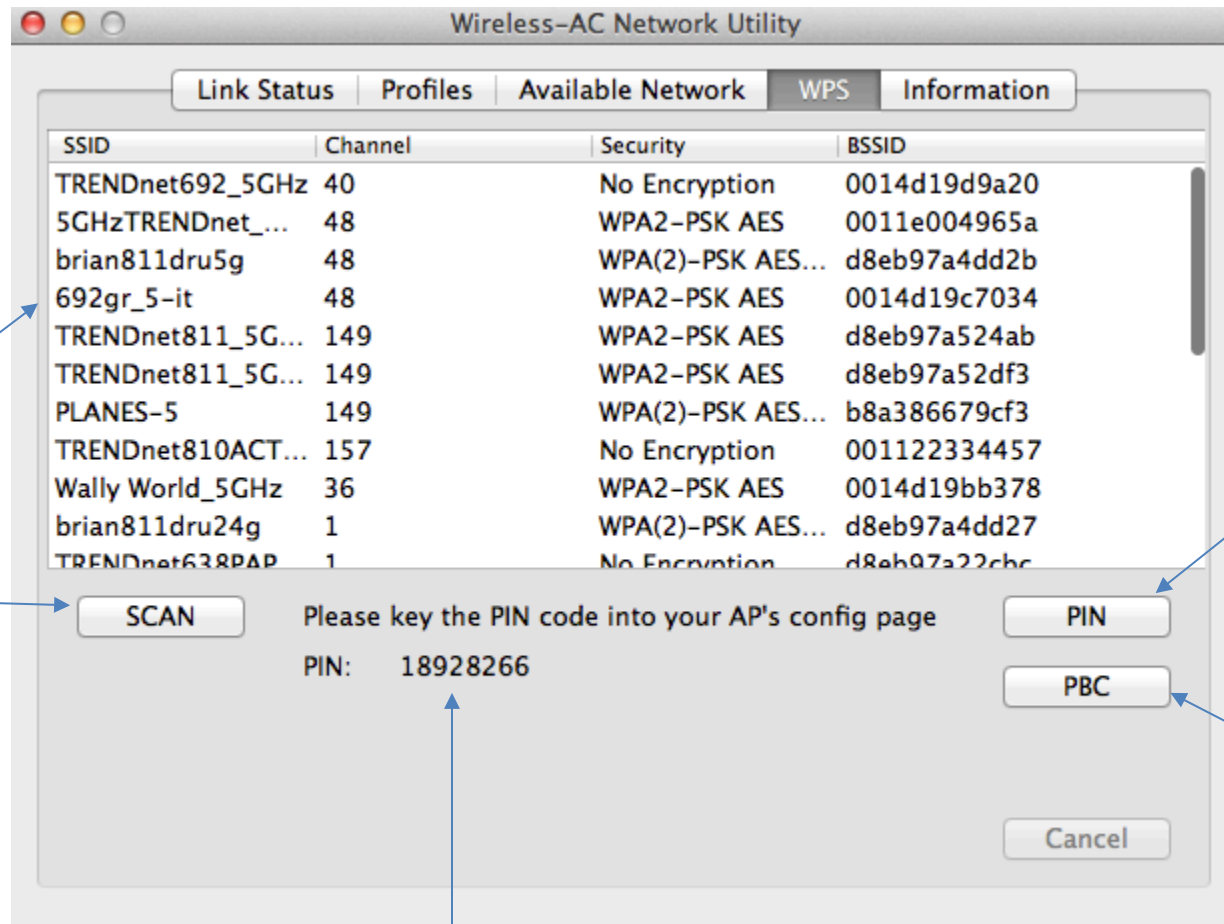 Wireless-AC Network Utility
Link Status Profiles Available Network WPS Information
SSID Channel Security BSSID
TRENDnet692_5GHz 40 No Encryption 0014d19d9a20
5GHzTRENDnet_... 48 WPA2-PSK AES 0011e004965a
brian811dru5g 48 WPA(2)-PSK AES... d8eb97a4dd2b
692gr_5-it 48 WPA2-PSK AES 0014d19c7034
TRENDnet811_5G... 149 WPA2-PSK AES d8eb97a524ab
TRENDnet811_5G... 149 WPA2-PSK AES d8eb97a52df3
PLANES-5 149 WPA(2)-PSK AES... b8a386679cf3
TRENDnet810ACT... 157 No Encryption 001122334457
Wally World_5GHz 36 WPA2-PSK AES 0014d19bb378
brian811dru24g 1 WPA(2)-PSK AES... d8eb97a4dd27
TRENDnet638PAP 1 No Encryption d8eb97a22cbc
SCAN Please key the PIN code into your AP's config page PIN
PIN: 18928266
PBC
Cancel